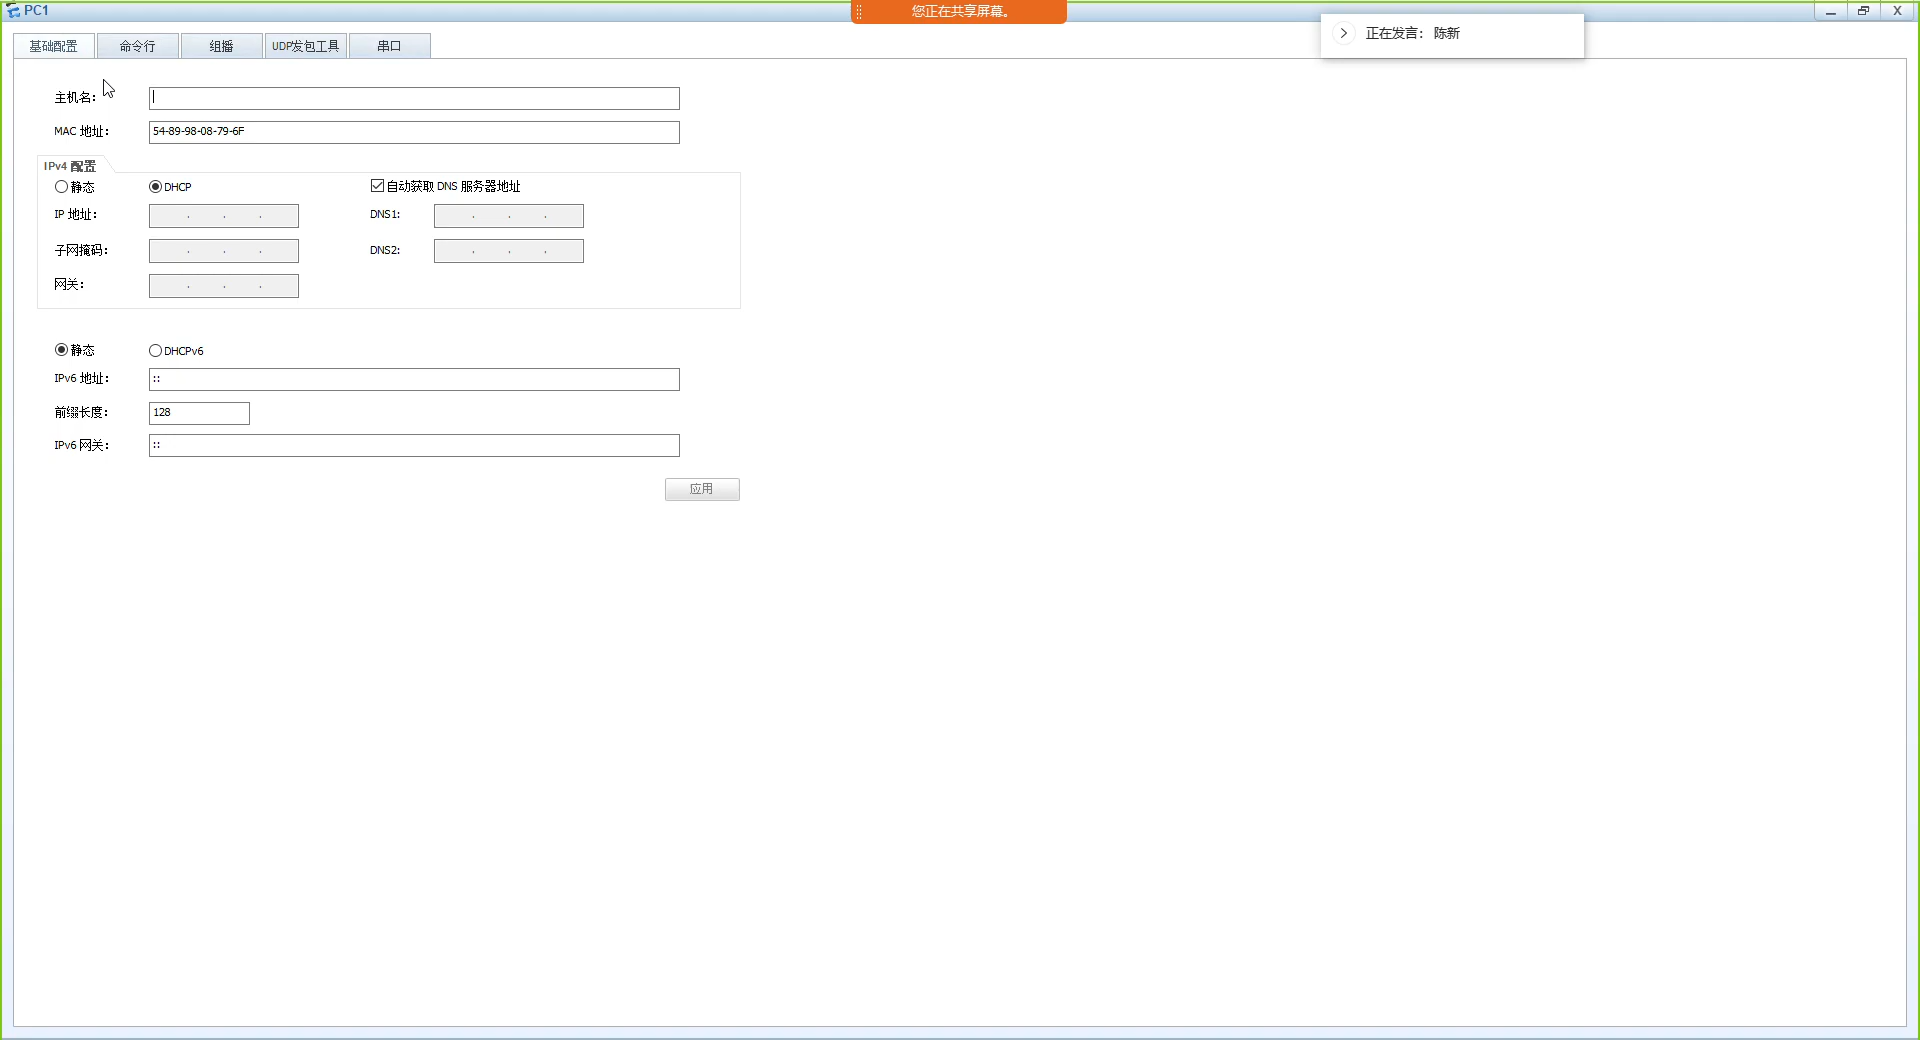 PC1
您正在共享屏幕。
正在发言： 陈新
基础配置 命令行 组播 UDP发包工具 串口
主机名：
MAC 地址： 54-89-98-08-79-6F
IPv4 配置
静态 DHCP 自动获取 DNS 服务器地址
IP 地址： . . . DNS1: . . .
子网掩码： . . . DNS2: . . .
网关： . . .
静态 DHCPv6
IPv6 地址： ::
前缀长度： 128
IPv6 网关： ::
应用